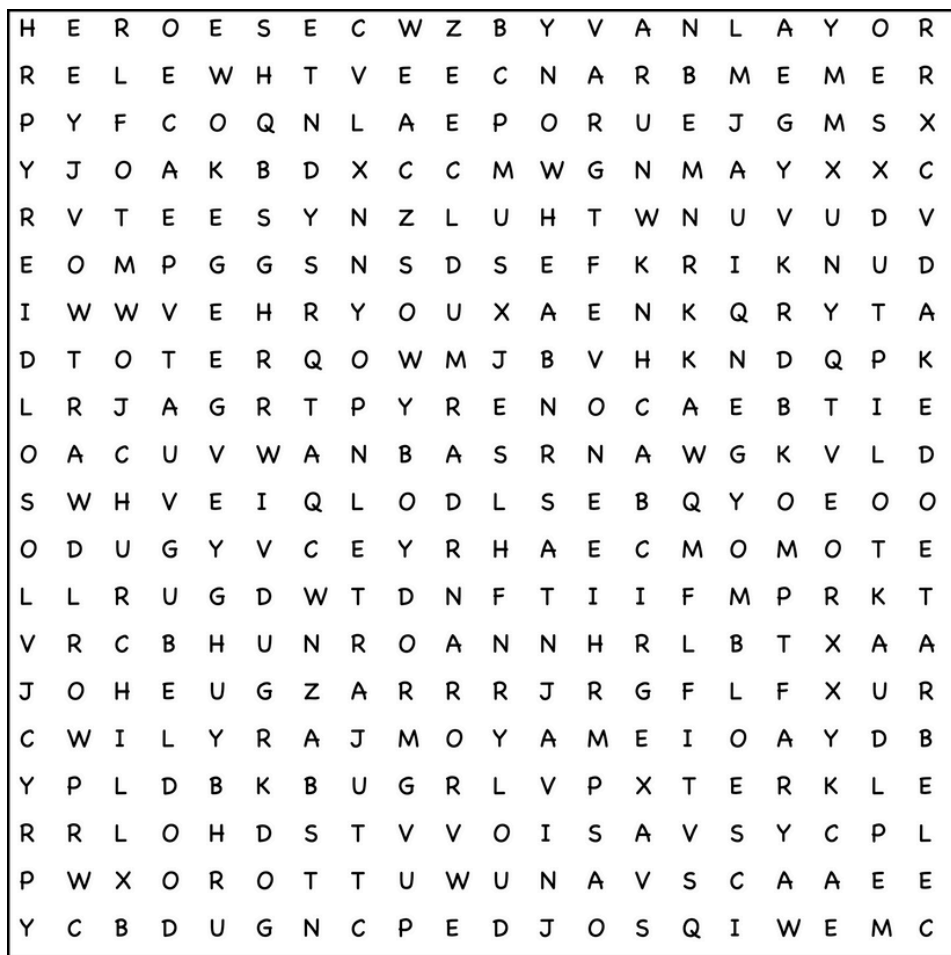 H E R O E S E C W Z B Y V A N L A Y O R
R E L E W H T V E E C N A R B M E M E R
P Y F C O Q N L A E P O R U E J G M S X
Y J O A K B D X C C M W G N M A Y X X C
R V T E E S Y N Z L U H T W N U V U D V
E O M P G G S N S D S E F K R I K N U D
I W W V E H R Y O U X A E N K Q R Y T A
D T O T E R Q O W M J B V H K N D Q P K
L R J A G R T P Y R E N O C A E B T I E
O A C U V W A N B A S R N A W G K V L D
S W H V E I Q L O D L S E B Q Y O E O O
O D U G Y V C E Y R H A E C M O M O T E
L L R U G D W T D N F T I I F M P R K T
V R C B H U N R O A N N H R L B T X A A
J O H E U G Z A R R R J R G F L F X U R
C W I L Y R A J M O Y A M E I O A Y D B
Y P L D B K B U G R L V P X T E R K L E
R R L O H D S T V V O I S A V S Y C P L
P W X O R O T T U W U N A V S C A A E E
Y C B D U G N C P E D J O S Q I W E M C